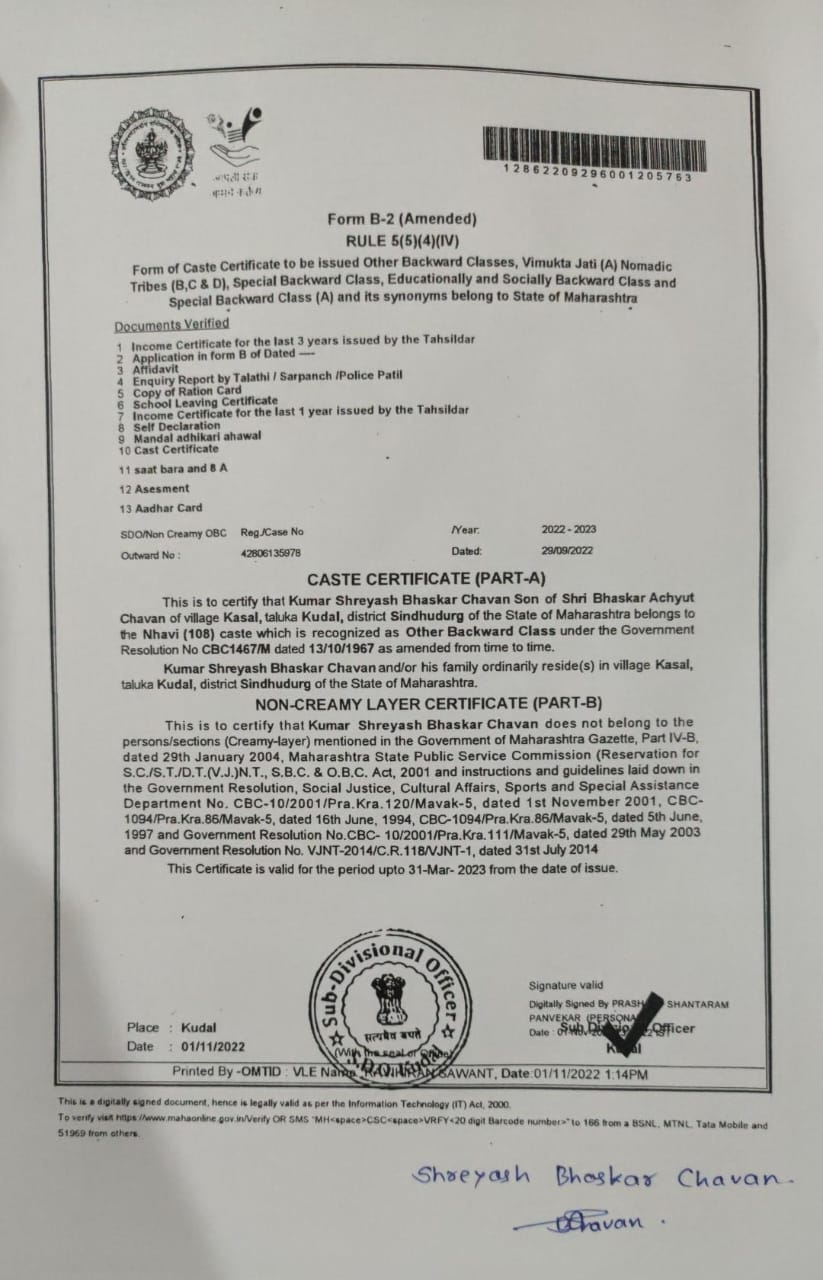 12862209296001205763
Form B-2 (Amended)
RULE 5(5)(4)(IV)
Form of Caste Certificate to be issued Other Backward Classes, Vimukta Jati (A) Nomadic
Tribes (B,C & D), Special Backward Class, Educationally and Socially Backward Class and
Special Backward Class (A) and its synonyms belong to State of Maharashtra
Documents Verified
1 Income Certificate for the last 3 years issued by the Tahsildar
2 Application in form B of Dated ----
3 Affidavit
4 Enquiry Report by Talathi / Sarpanch /Police Patil
5 Copy of Ration Card
6 School Leaving Certificate
7 Income Certificate for the last 1 year issued by the Tahsildar
8 Self Declaration
9 Mandal adhikari ahawal
10 Cast Certificate
11 saat bara and 8 A
12 Asesment
13 Aadhar Card
SDO/Non Creamy OBC Reg./Case No /Year: 2022 - 2023
Outward No : 42806135978 Dated: 29/09/2022
CASTE CERTIFICATE (PART-A)
This is to certify that Kumar Shreyash Bhaskar Chavan Son of Shri Bhaskar Achyut
Chavan of village Kasal, taluka Kudal, district Sindhudurg of the State of Maharashtra belongs to
the Nhavi (108) caste which is recognized as Other Backward Class under the Government
Resolution No CBC1467/M dated 13/10/1967 as amended from time to time.
Kumar Shreyash Bhaskar Chavan and/or his family ordinarily reside(s) in village Kasal,
taluka Kudal, district Sindhudurg of the State of Maharashtra.
NON-CREAMY LAYER CERTIFICATE (PART-B)
This is to certify that Kumar Shreyash Bhaskar Chavan does not belong to the
persons/sections (Creamy-layer) mentioned in the Government of Maharashtra Gazette, Part IV-B,
dated 29th January 2004, Maharashtra State Public Service Commission (Reservation for
S.C./S.T./D.T.(V.J.)N.T., S.B.C. & O.B.C. Act, 2001 and instructions and guidelines laid down in
the Government Resolution, Social Justice, Cultural Affairs, Sports and Special Assistance
Department No. CBC-10/2001/Pra.Kra.120/Mavak-5, dated 1st November 2001, CBC-
1094/Pra.Kra.86/Mavak-5, dated 16th June, 1994, CBC-1094/Pra.Kra.86/Mavak-5, dated 5th June,
1997 and Government Resolution No.CBC- 10/2001/Pra.Kra.111/Mavak-5, dated 29th May 2003
and Government Resolution No. VJNT-2014/C.R.118/VJNT-1, dated 31st July 2014
This Certificate is valid for the period upto 31-Mar- 2023 from the date of issue.
Sub-Divisional Officer
सत्यमेव जयते
S.D.O. Kudal
(With the seal of Office)
Signature valid
Digitally Signed By SHANTARAM
PANVEKAR (PERSONAL)
Date :
Sub Divisional Officer
Kudal
Place : Kudal
Date : 01/11/2022
Printed By -OMTID : VLE Name SAWANT, Date:01/11/2022 1:14PM
This is a digitally signed document, hence is legally valid as per the Information Technology (IT) Act, 2000.
To verify visit https://www.mahaonline.gov.in/Verify OR SMS "MH<space>CSC<space>VRFY<20 digit Barcode number>" to 166 from a BSNL, MTNL, Tata Mobile and
51969 from others.
Shreyash Bhaskar Chavan.
Chavan.